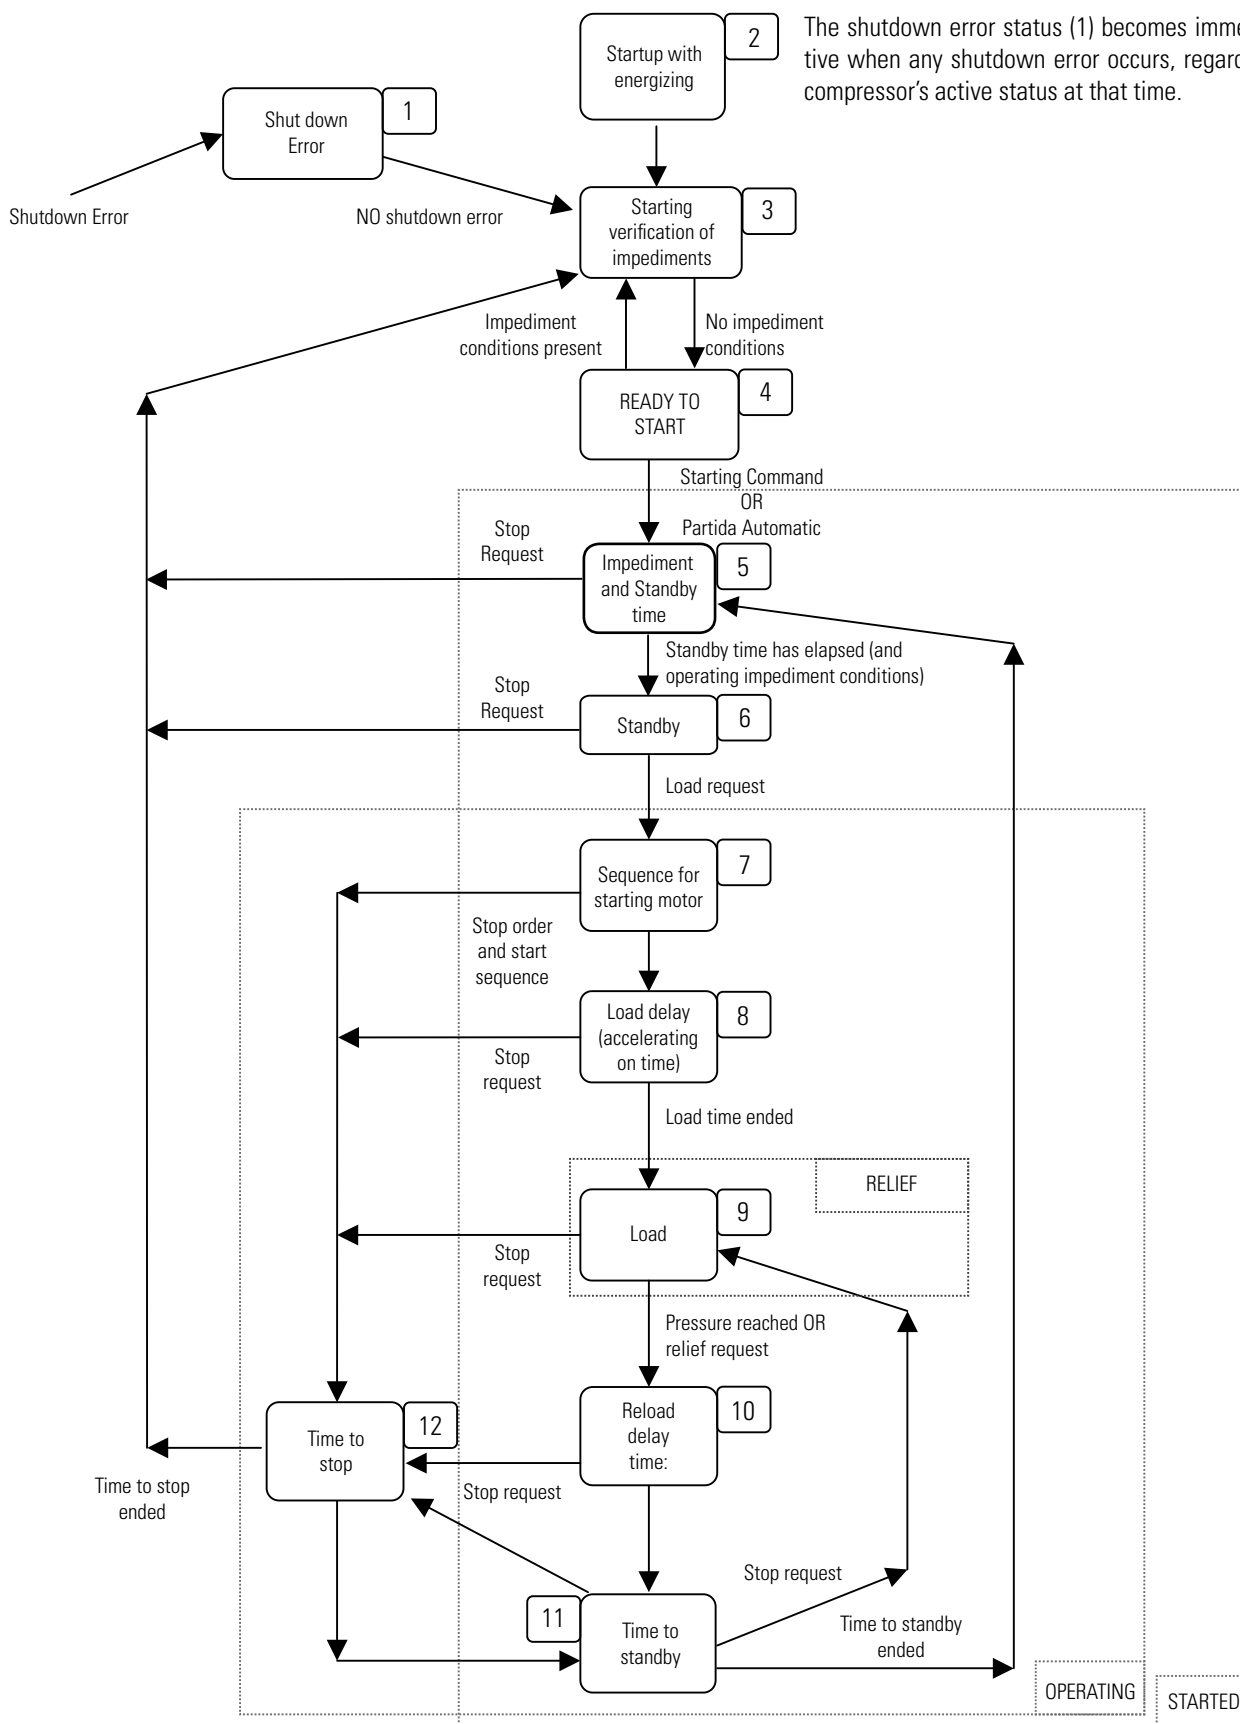 2
Startup with
energizing
The shutdown error status (1) becomes imme
tive when any shutdown error occurs, regard
compressor's active status at that time.
1
Shut down
Error
Shutdown Error
NO shutdown error
3
Starting
verification of
impediments
Impediment
conditions present
No impediment
conditions
4
READY TO
START
Starting Command
OR
Partida Automatic
Stop
Request
5
Impediment
and Standby
time
Standby time has elapsed (and
operating impediment conditions)
Stop
Request
6
Standby
Load request
7
Sequence for
starting motor
Stop order
and start
sequence
8
Load delay
(accelerating
on time)
Stop
request
Load time ended
RELIEF
9
Load
Stop
request
Pressure reached OR
relief request
10
Reload
delay
time:
12
Time to
stop
Time to stop
ended
Stop request
Stop request
11
Time to
standby
Time to standby
ended
OPERATING
STARTED